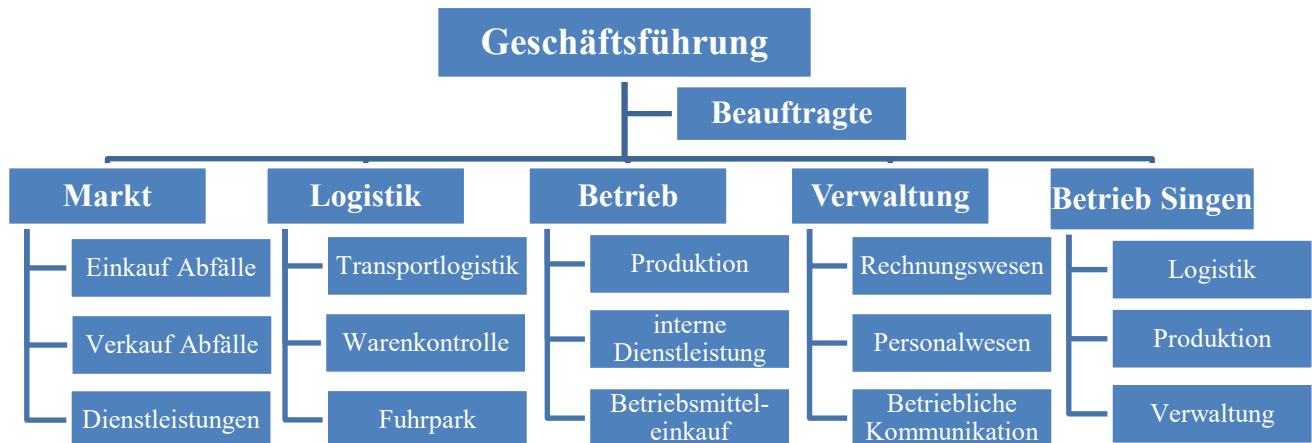 Geschäftsführung
Beauftragte
Markt
Logistik
Betrieb
Verwaltung
Betrieb Singen
Einkauf Abfälle
Verkauf Abfälle
Dienstleistungen
Transportlogistik
Warenkontrolle
Fuhrpark
Produktion
interne
Dienstleistung
Betriebsmittel-
einkauf
Rechnungswesen
Personalwesen
Betriebliche
Kommunikation
Logistik
Produktion
Verwaltung